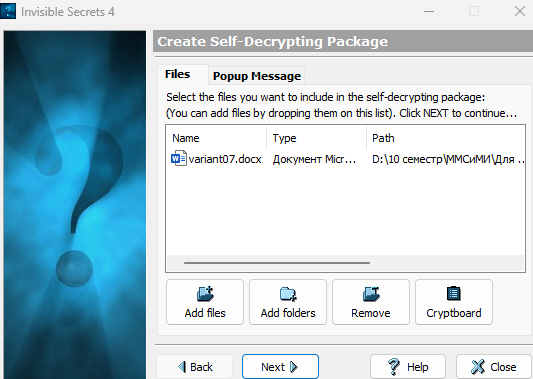 Invisible Secrets 4
Create Self-Decrypting Package
Files
Popup Message
Select the files you want to include in the self-decrypting package:
(You can add files by dropping them on this list). Click NEXT to continue...
Name Type Path
variant07.docx Документ Micr... D:\10 семестр\ММСиМИ\Для ...
Add files
Add folders
Remove
Cryptboard
Back
Next
Help
Close